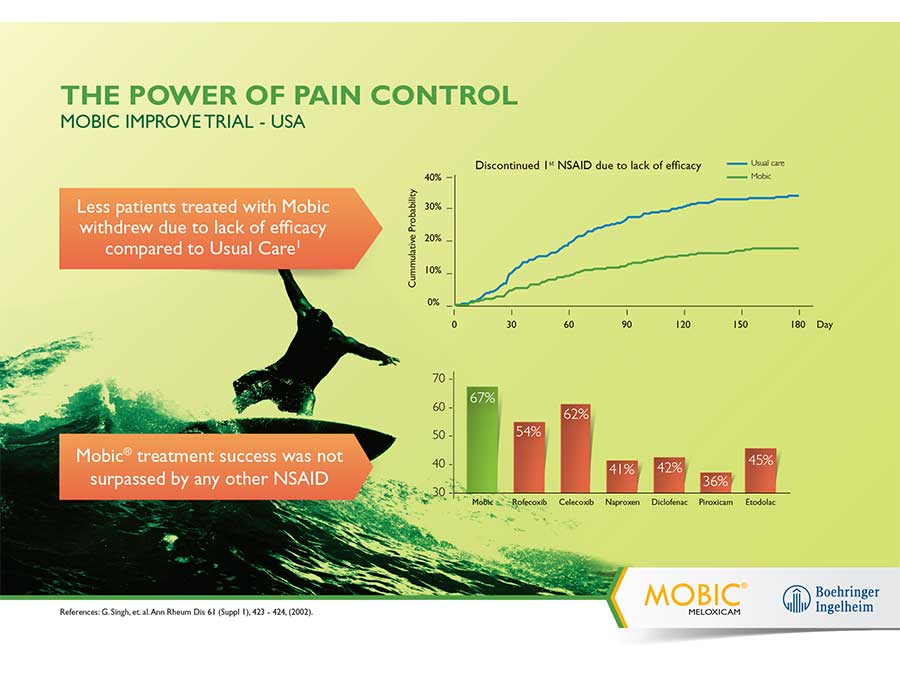 THE POWER OF PAIN CONTROL
MOBIC IMPROVE TRIAL - USA
Less patients treated with Mobic
withdrew due to lack of efficacy
compared to Usual Care¹
Discontinued 1st NSAID due to lack of efficacy
Usual care
Mobic
Cummulative Probability
40%
30%
20%
10%
0%
0 30 60 90 120 150 180 Day
Mobic® treatment success was not
surpassed by any other NSAID
70
60
50
40
30
67% 54% 62% 41% 42% 36% 45%
Mobic Rofecoxib Celecoxib Naproxen Diclofenac Piroxicam Etodolac
References: G. Singh, et. al. Ann Rheum Dis 61 (Suppl 1), 423 - 424, (2002).
MOBIC®
MELOXICAM
Boehringer
Ingelheim